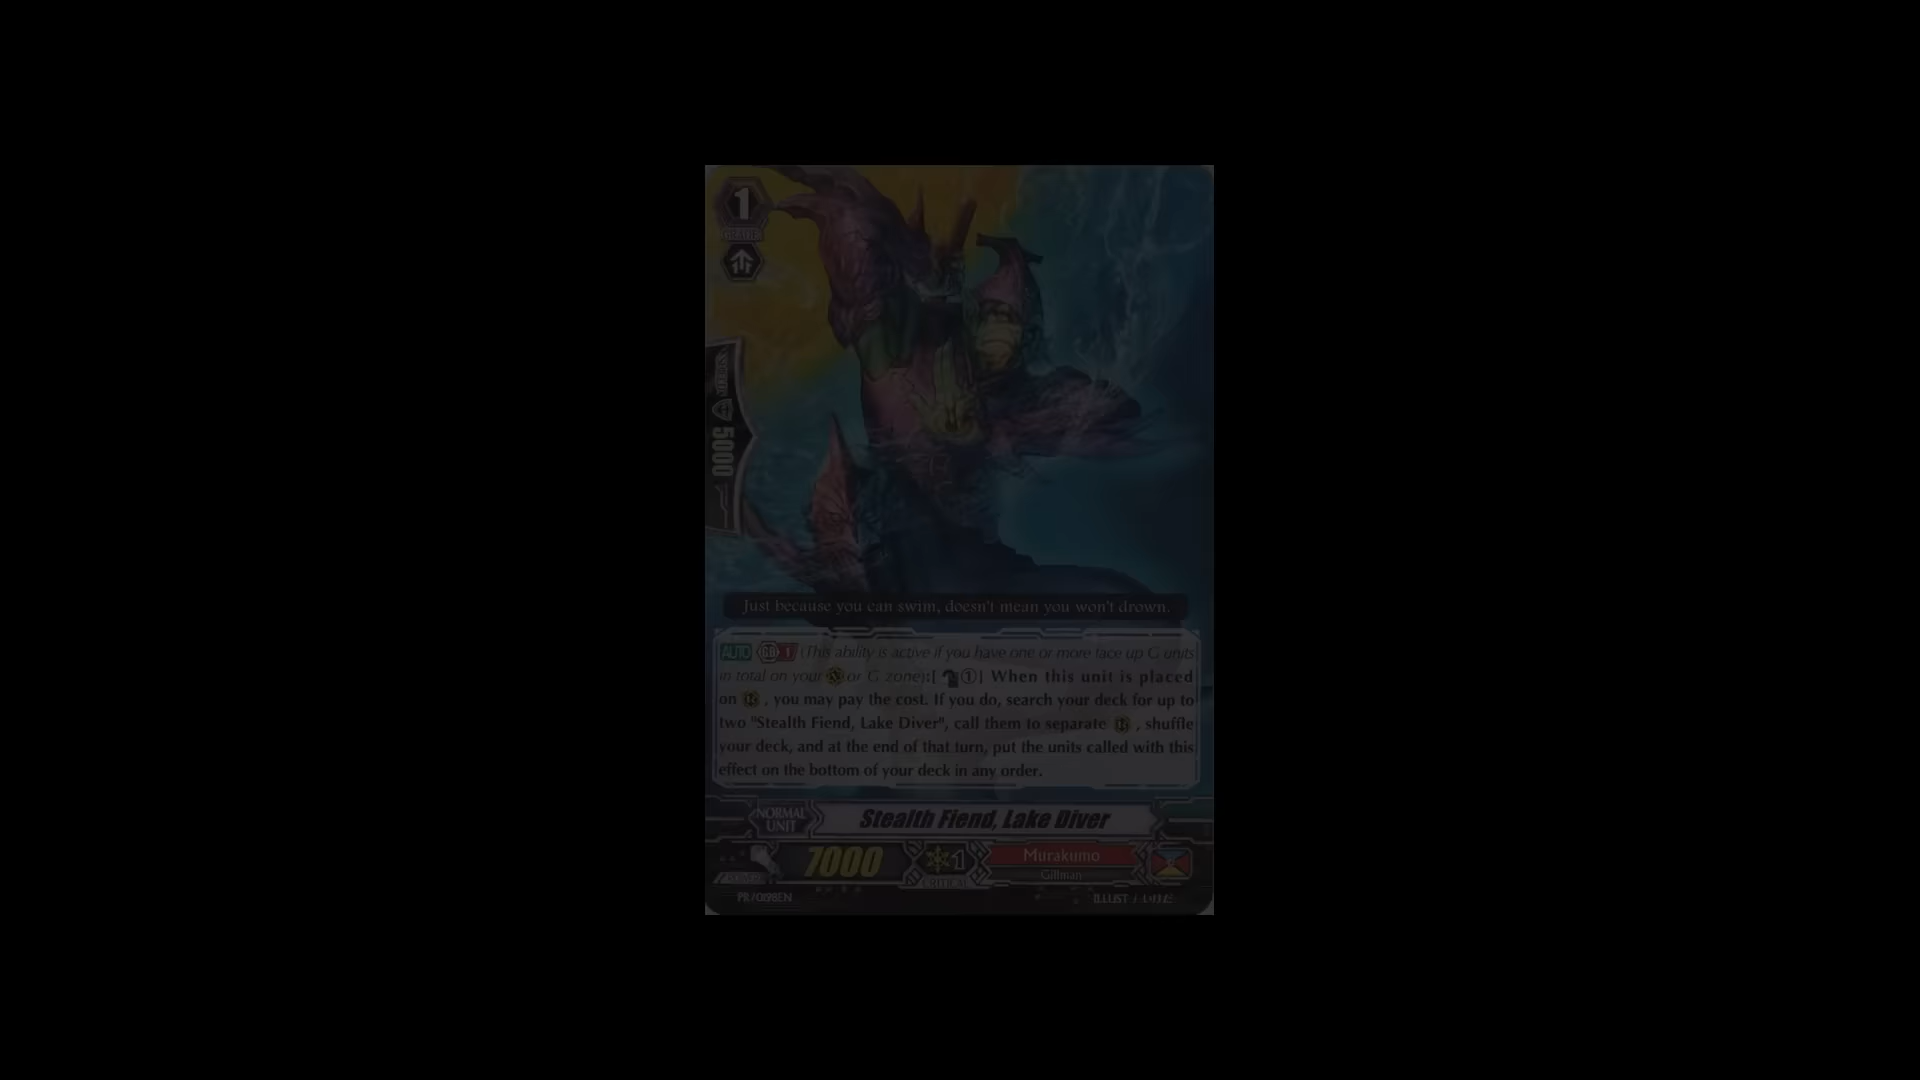 1
GRADE
5000
Just because you can swim, doesn't mean you won't drown.
AUTO GB 1 (This ability is active if you have one or more face up G units
in total on your or G zone):[ ①] When this unit is placed
on , you may pay the cost. If you do, search your deck for up to
two "Stealth Fiend, Lake Diver", call them to separate , shuffle
your deck, and at the end of that turn, put the units called with this
effect on the bottom of your deck in any order.
NORMAL
UNIT
Stealth Fiend, Lake Diver
7000
1
CRITICAL
Murakumo
Gillman
PR/0198EN
ILLUST /